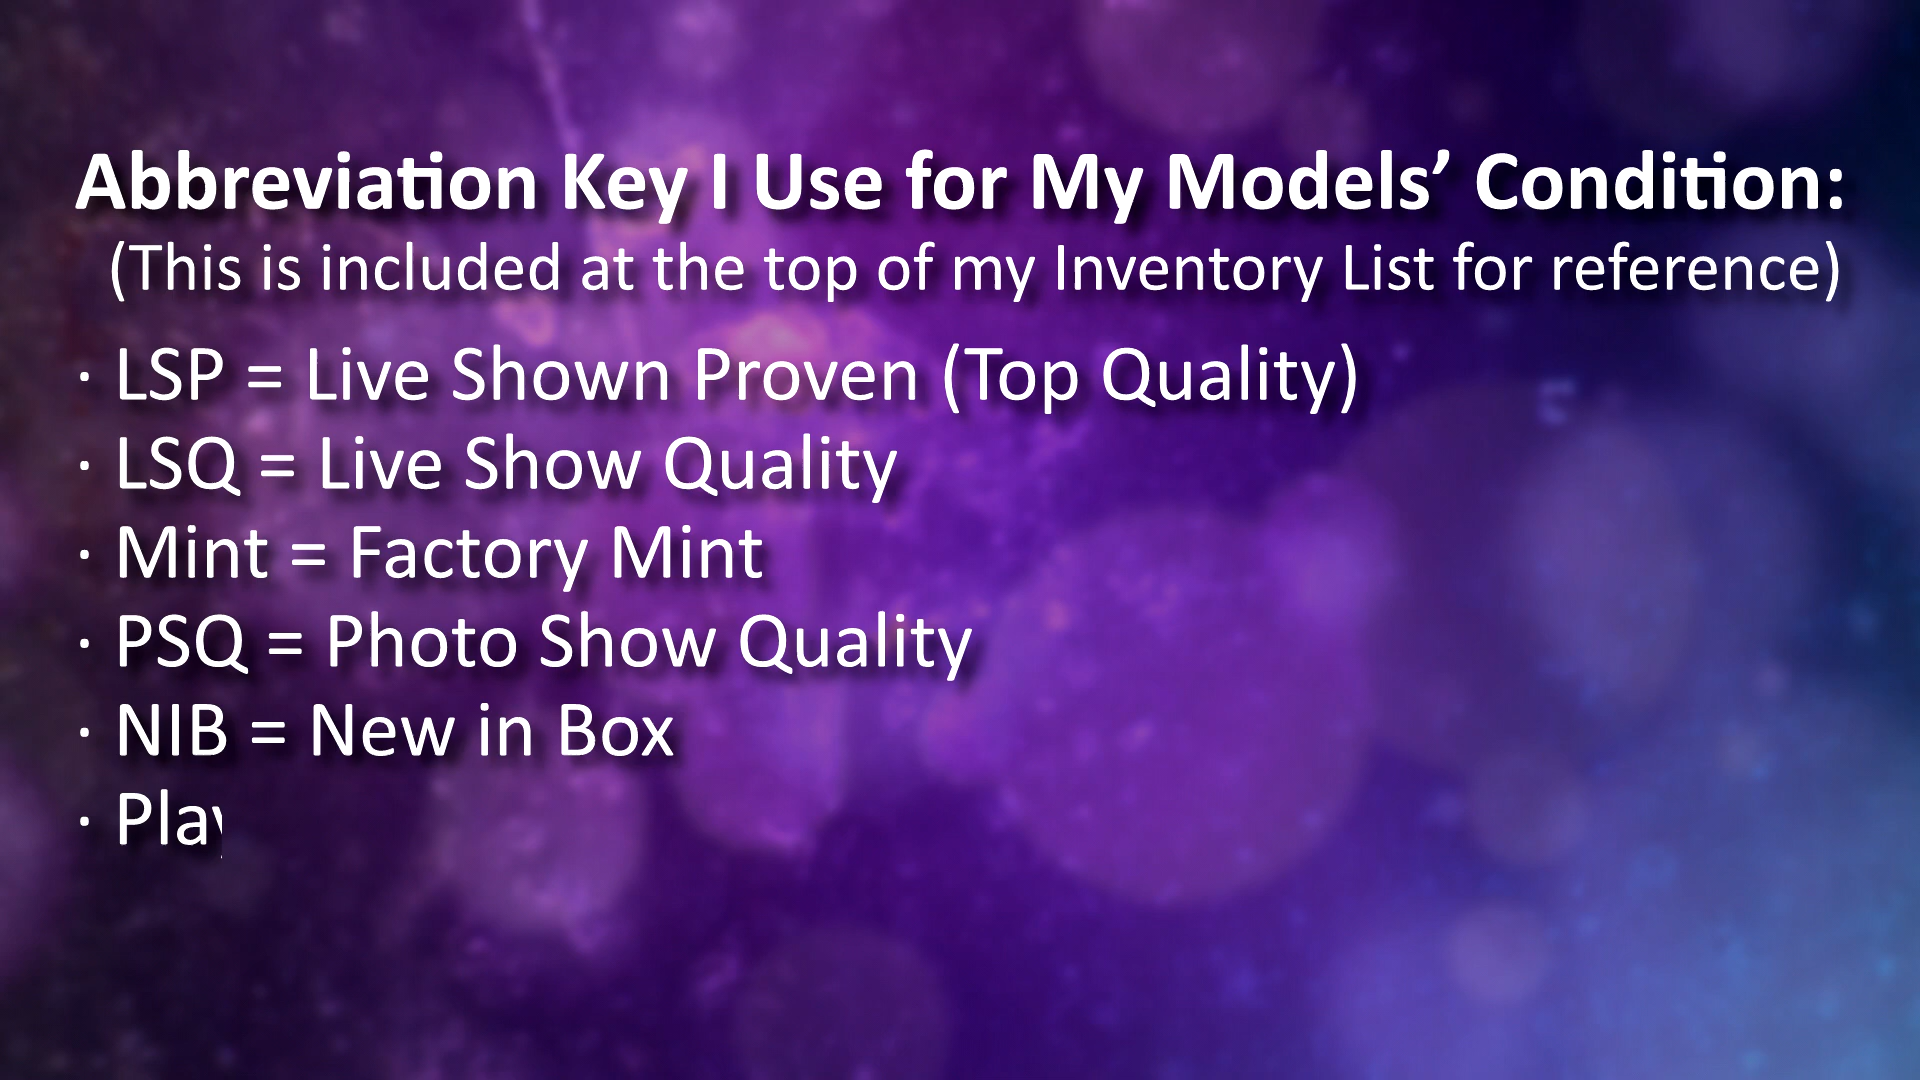 Abbreviation Key I Use for My Models’ Condition:
(This is included at the top of my Inventory List for reference)
· LSP = Live Shown Proven (Top Quality)
· LSQ = Live Show Quality
· Mint = Factory Mint
· PSQ = Photo Show Quality
· NIB = New in Box
· Play